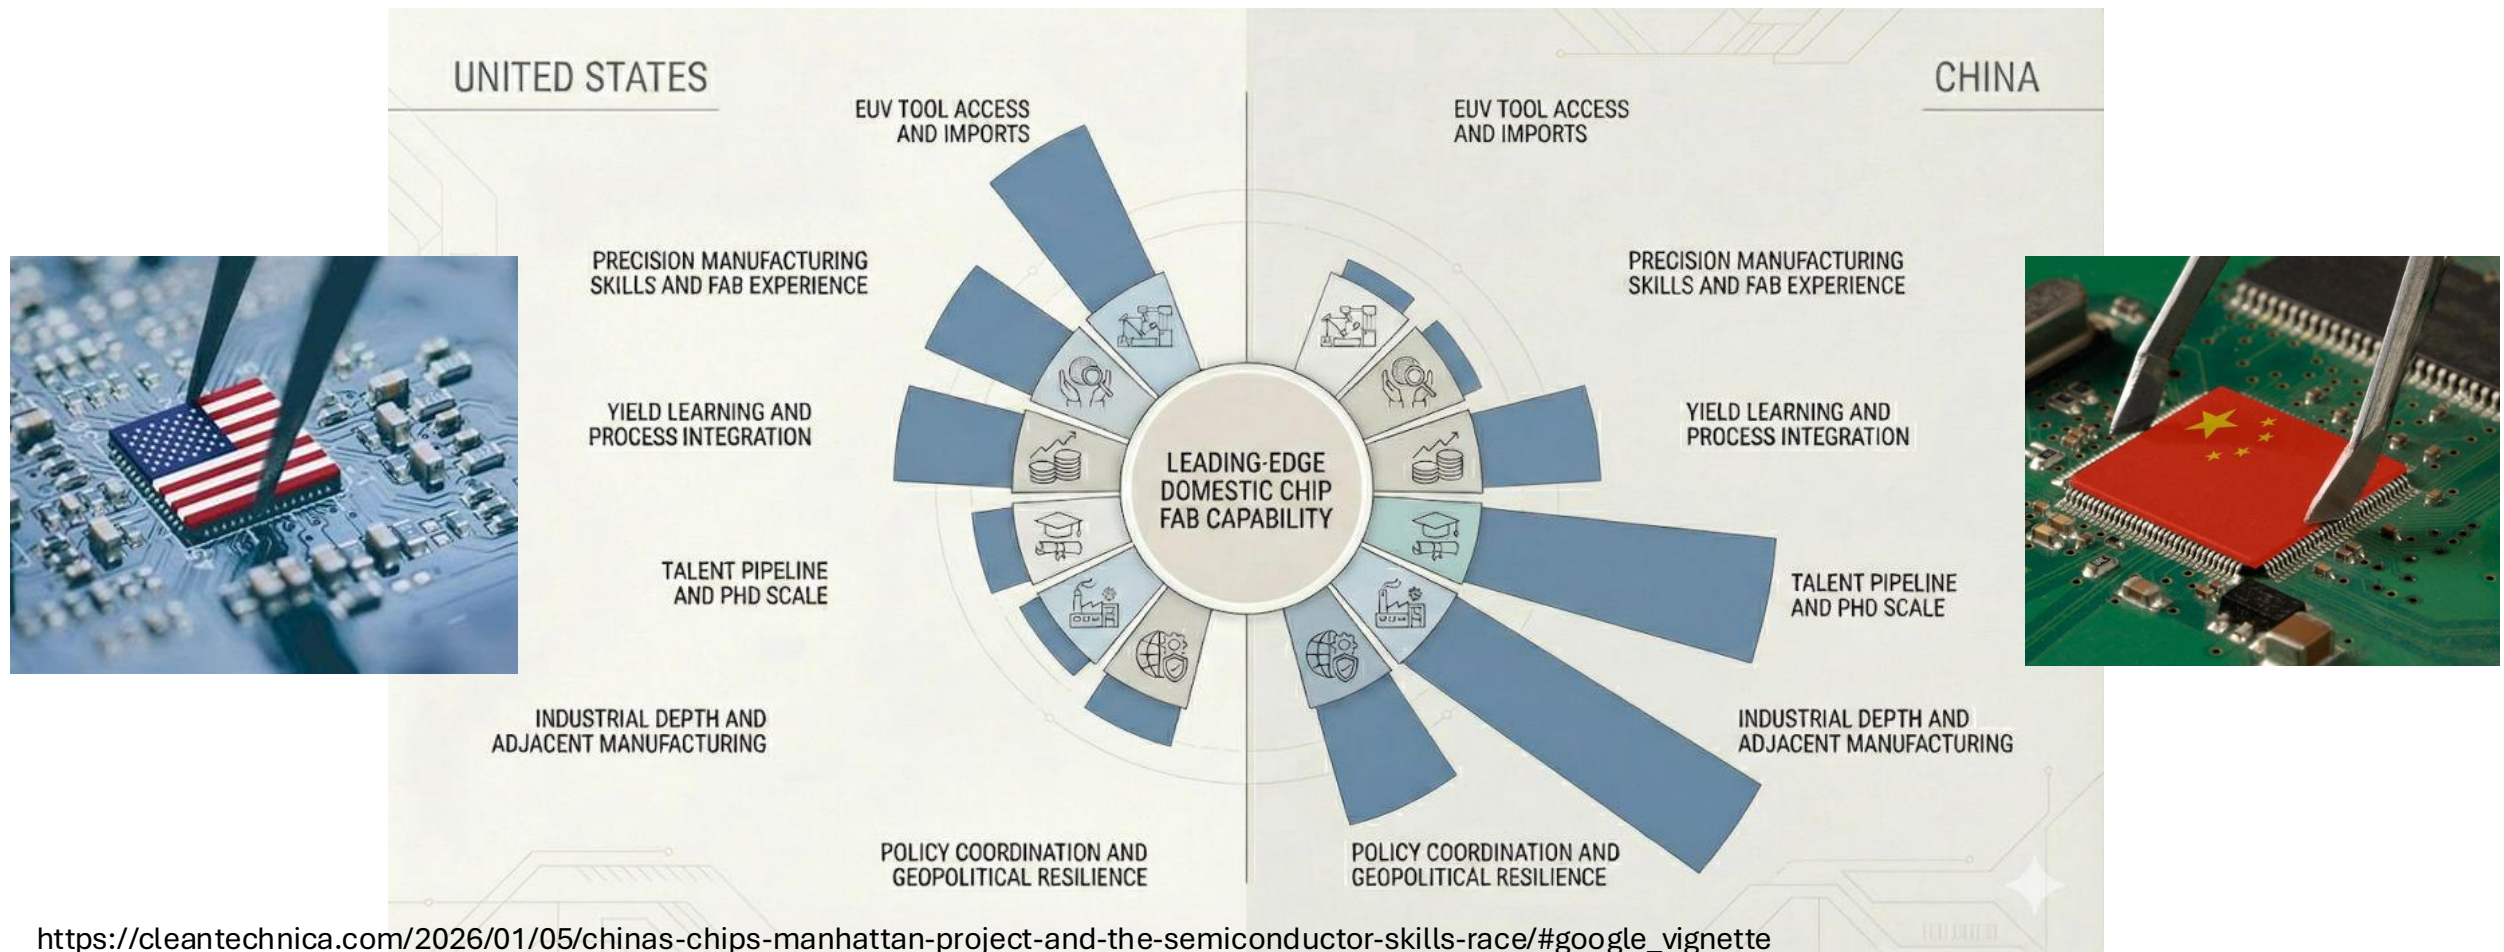 UNITED STATES
CHINA
EUV TOOL ACCESS
AND IMPORTS
EUV TOOL ACCESS
AND IMPORTS
PRECISION MANUFACTURING
SKILLS AND FAB EXPERIENCE
PRECISION MANUFACTURING
SKILLS AND FAB EXPERIENCE
YIELD LEARNING AND
PROCESS INTEGRATION
YIELD LEARNING AND
PROCESS INTEGRATION
LEADING-EDGE
DOMESTIC CHIP
FAB CAPABILITY
TALENT PIPELINE
AND PHD SCALE
TALENT PIPELINE
AND PHD SCALE
INDUSTRIAL DEPTH AND
ADJACENT MANUFACTURING
INDUSTRIAL DEPTH AND
ADJACENT MANUFACTURING
POLICY COORDINATION AND
GEOPOLITICAL RESILIENCE
POLICY COORDINATION AND
GEOPOLITICAL RESILIENCE
https://cleantechnica.com/2026/01/05/chinas-chips-manhattan-project-and-the-semiconductor-skills-race/#google_vignette